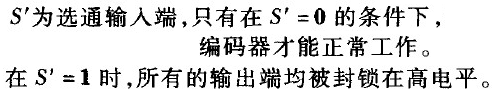 S′为选通输入端,只有在 S′=0 的条件下,
编码器才能正常工作。
在 S′=1 时,所有的输出端均被封锁在高电平。